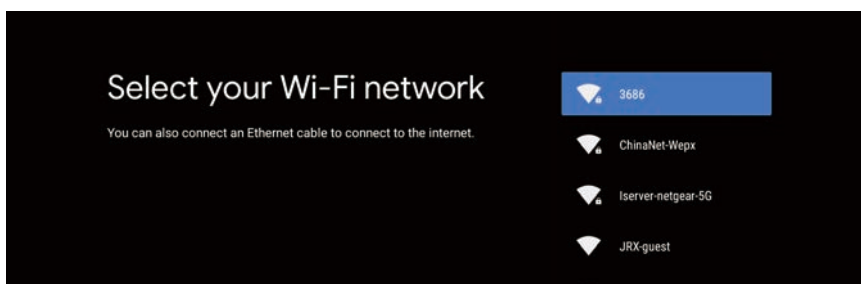 Select your Wi-Fi network
You can also connect an Ethernet cable to connect to the internet.
3686
ChinaNet-Wepx
Iserver-netgear-5G
JRX-guest